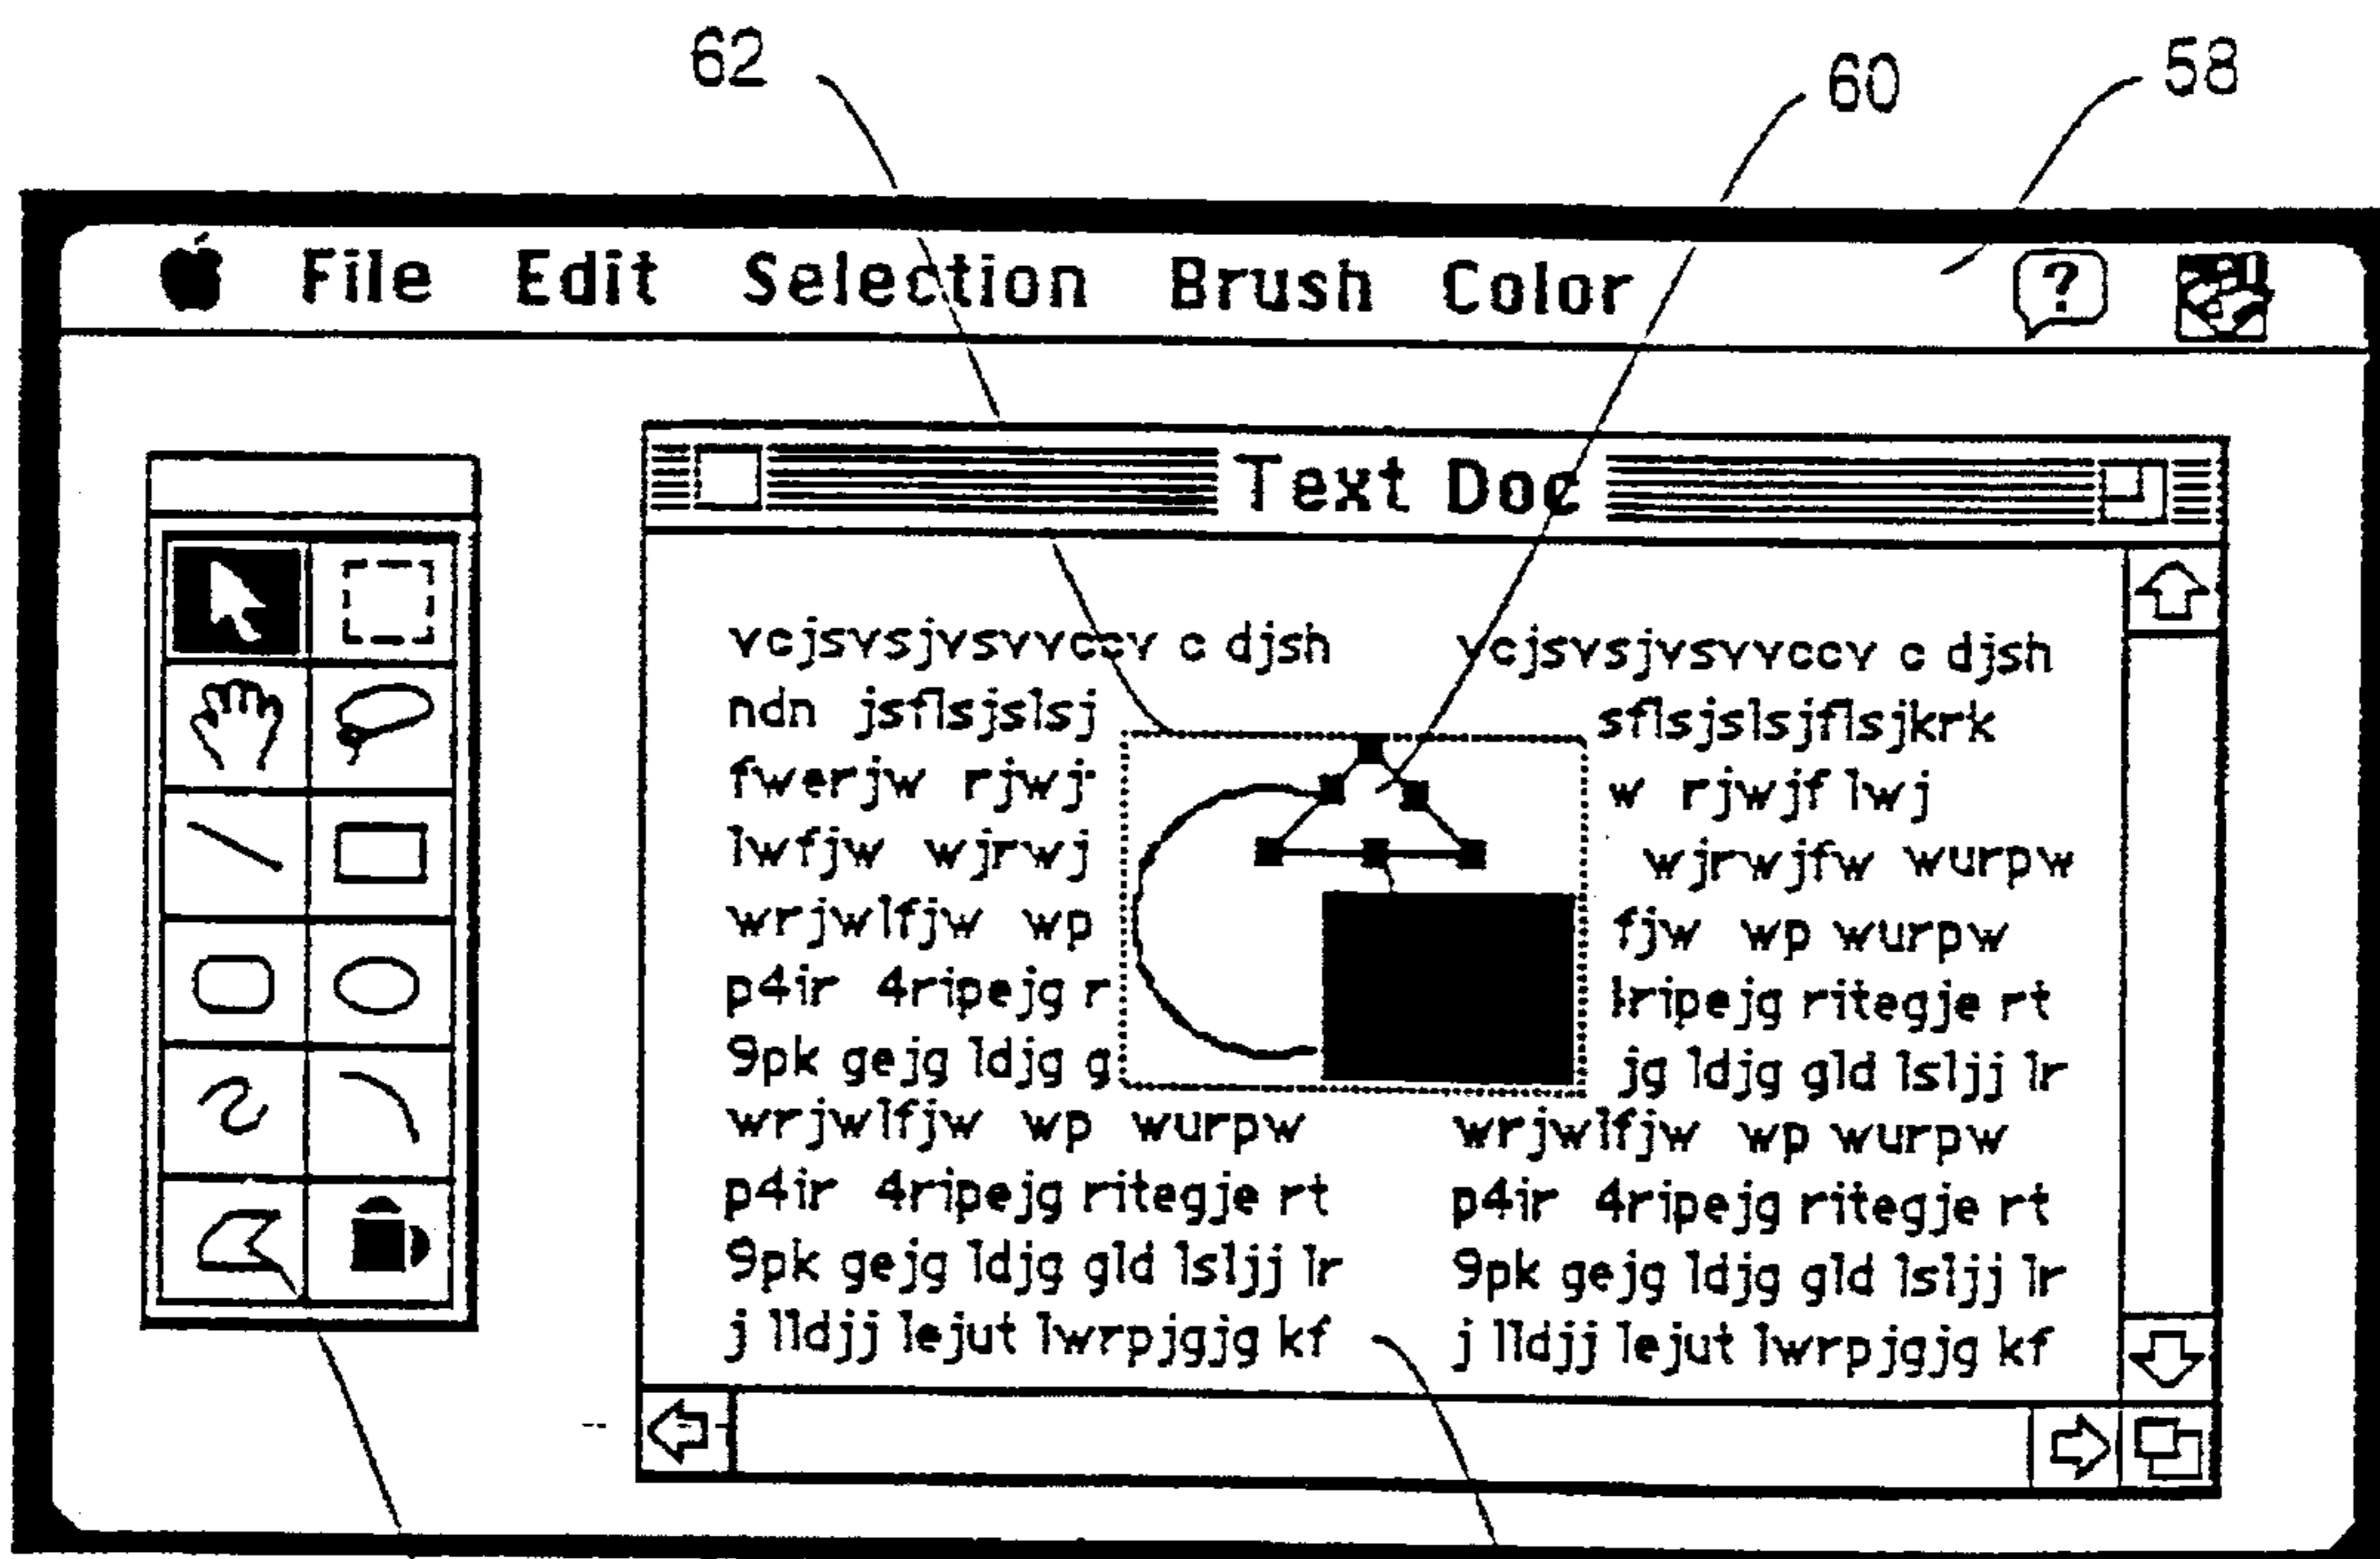 62 60 58
File Edit Selection Brush Color ?
Text Doc
vcjsvsjvsvvccv c djsh
ndn jsflsjslsj
fwerjw rjwj
lwfjw wjrwj
wrjwlfjw wp
p4ir 4ripejg r
9pk gejg ldjg g
wrjwlfjw wp wurpw
p4ir 4ripejg ritegje rt
9pk gejg ldjg gld lsljj lr
j lldjj lejut lwrpjgjg kf
vcjsvsjvsvvccv c djsh
sflsjslsjflsjkrk
w rjwjf lwj
wjrwjfw wurpw
fjw wp wurpw
ripejg ritegje rt
jg ldjg gld lsljj lr
wrjwlfjw wp wurpw
p4ir 4ripejg ritegje rt
9pk gejg ldjg gld lsljj lr
j lldjj lejut lwrpjgjg kf